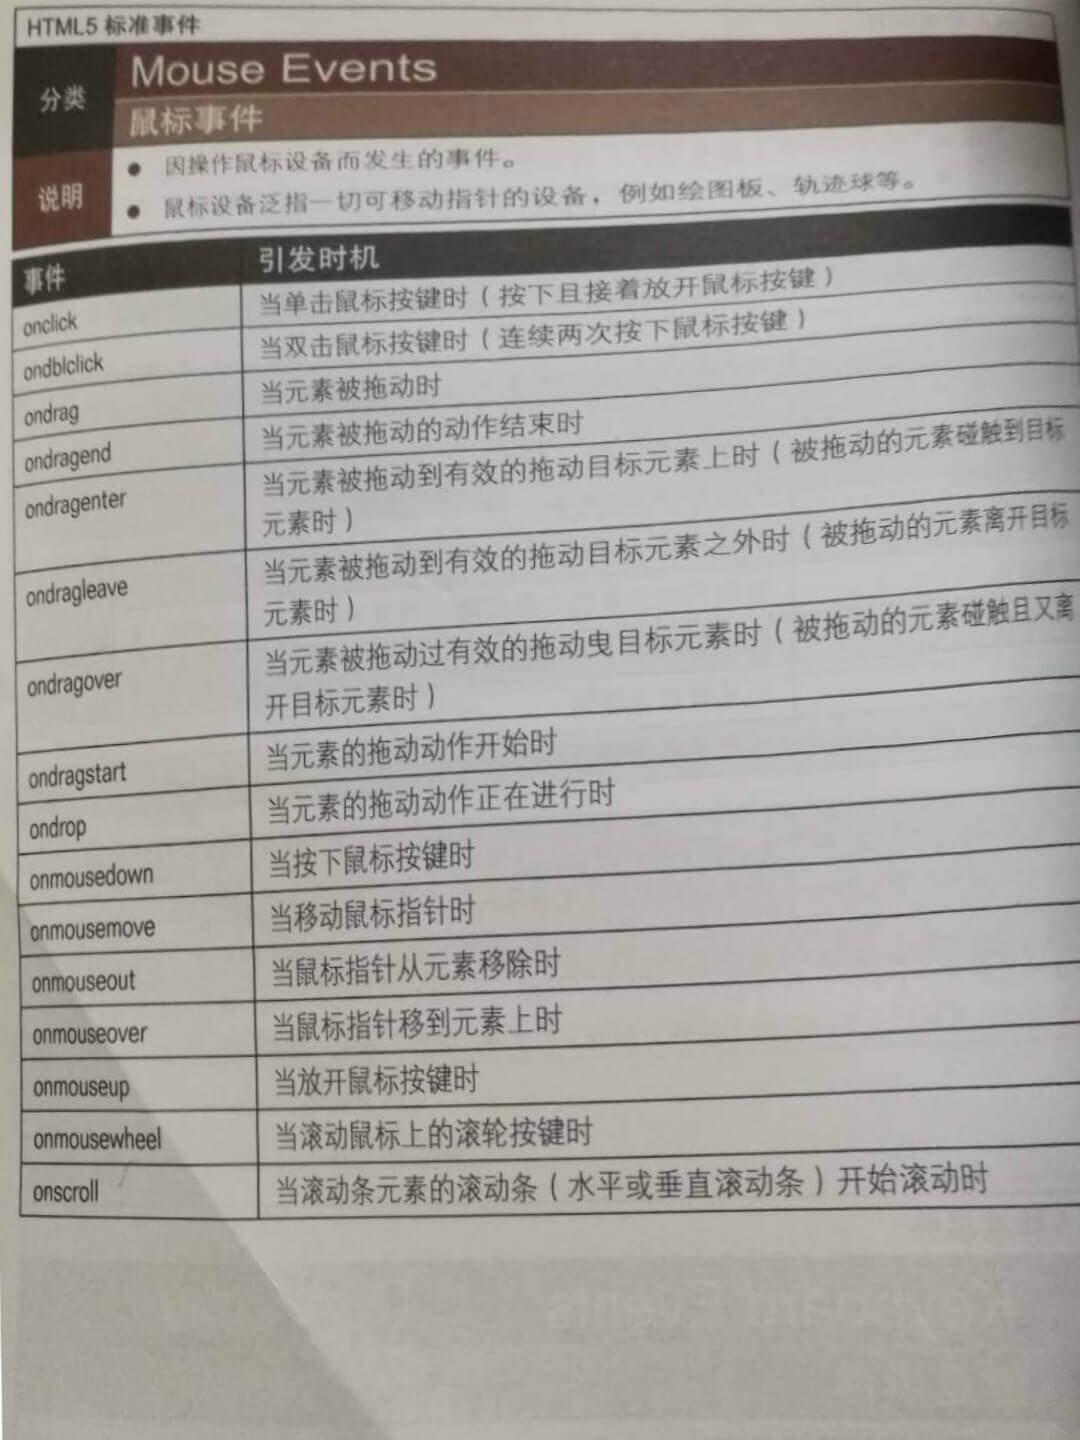 HTML5 标准事件
分类
Mouse Events
鼠标事件
说明
● 因操作鼠标设备而发生的事件。
● 鼠标设备泛指一切可移动指针的设备，例如绘图板、轨迹球等。
事件 引发时机
onclick 当单击鼠标按键时（按下且接着放开鼠标按键）
ondblclick 当双击鼠标按键时（连续两次按下鼠标按键）
ondrag 当元素被拖动时
ondragend 当元素被拖动的动作结束时
ondragenter 当元素被拖动到有效的拖动目标元素上时（被拖动的元素碰触到目标
元素时）
ondragleave 当元素被拖动到有效的拖动目标元素之外时（被拖动的元素离开目标
元素时）
ondragover 当元素被拖动过有效的拖动曳目标元素时（被拖动的元素碰触且又离
开目标元素时）
ondragstart 当元素的拖动动作开始时
ondrop 当元素的拖动动作正在进行时
onmousedown 当按下鼠标按键时
onmousemove 当移动鼠标指针时
onmouseout 当鼠标指针从元素移除时
onmouseover 当鼠标指针移到元素上时
onmouseup 当放开鼠标按键时
onmousewheel 当滚动鼠标上的滚轮按键时
onscroll 当滚动条元素的滚动条（水平或垂直滚动条）开始滚动时